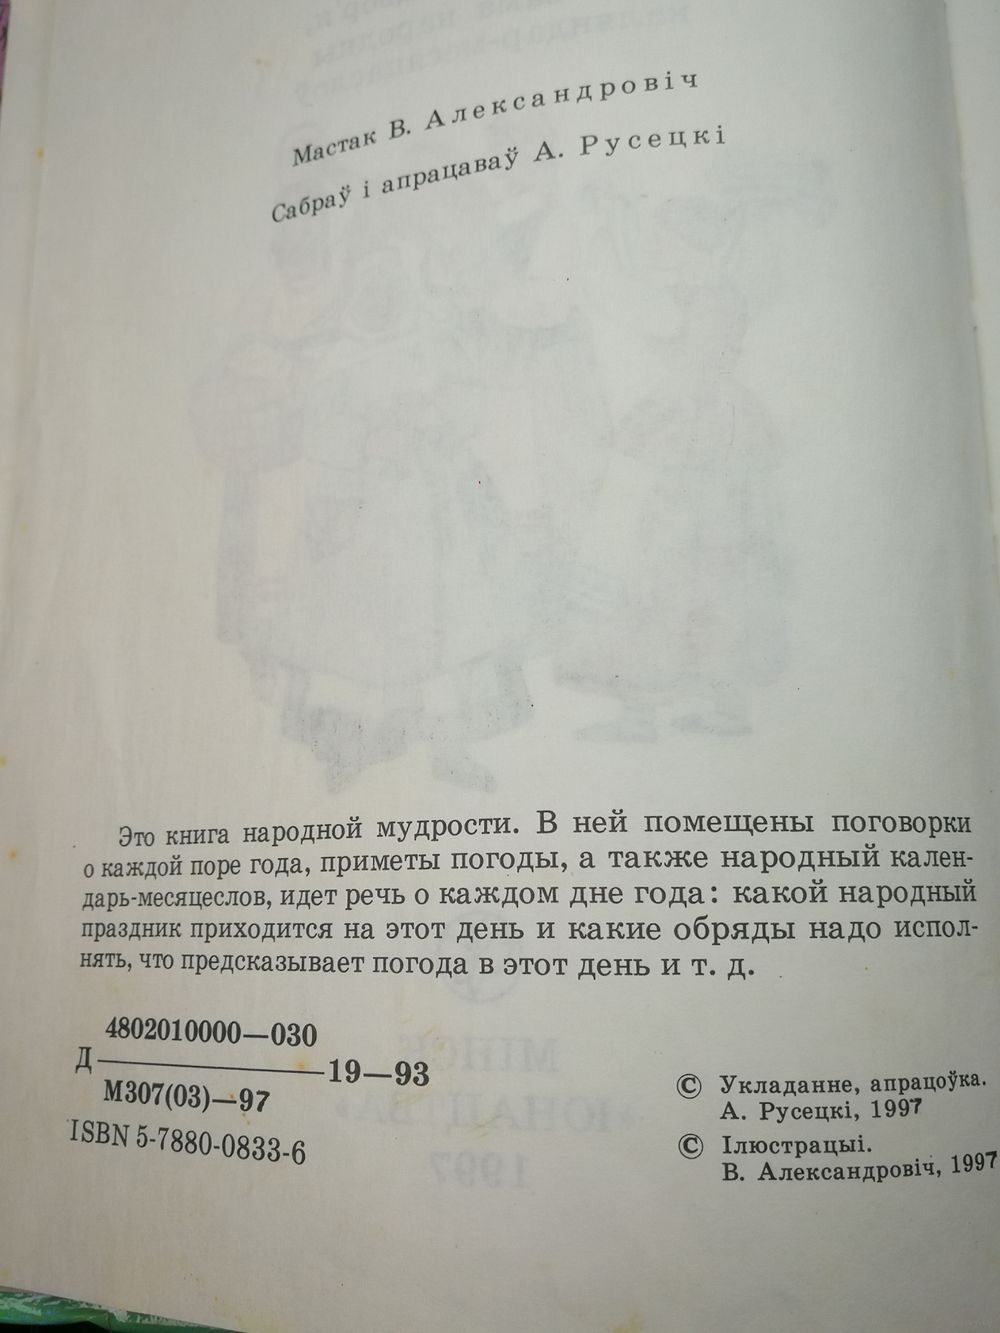 Мастак В. Александровіч
Сабраў і апрацаваў А. Русецкі
Это книга народной мудрости. В ней помещены поговорки
о каждой поре года, приметы погоды, а также народный кален-
дарь-месяцеслов, идет речь о каждом дне года: какой народный
праздник приходится на этот день и какие обряды надо испол-
нять, что предсказывает погода в этот день и т. д.
4802010000—030
Д 19—93
М307(03)—97
ISBN 5-7880-0833-6
© Укладанне, апрацоўка.
А. Русецкі, 1997
© Ілюстрацыі.
В. Александровіч, 1997